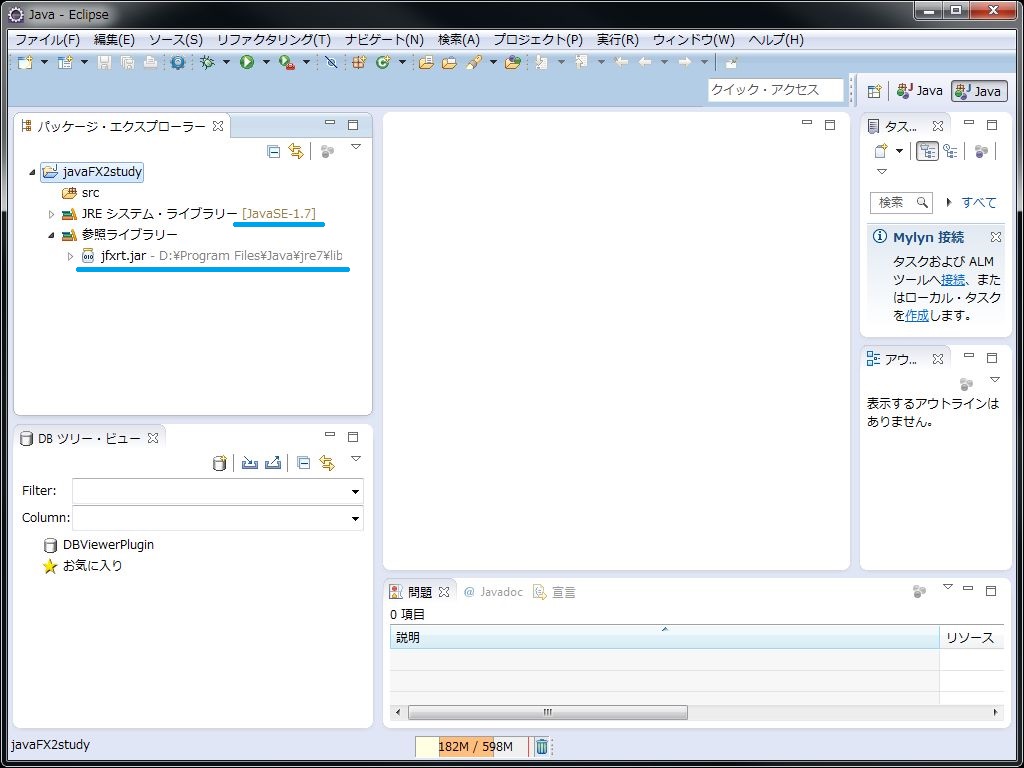 Java - Eclipse
ファイル(F) 編集(E) ソース(S) リファクタリング(T) ナビゲート(N) 検索(A) プロジェクト(P) 実行(R) ウィンドウ(W) ヘルプ(H)
クイック・アクセス
Java
Java
パッケージ・エクスプローラー
javaFX2study
src
JRE システム・ライブラリー [JavaSE-1.7]
参照ライブラリー
jfxrt.jar - D:¥Program Files¥Java¥jre7¥lib
DB ツリー・ビュー
Filter:
Column:
DBViewerPlugin
お気に入り
タス...
検索
すべて
Mylyn 接続
タスクおよび ALM
ツールへ接続、また
はローカル・タスク
を作成します。
アウ...
表示するアウトラインは
ありません。
問題 @ Javadoc 宣言
0 項目
説明 リソース
javaFX2study
182M / 598M